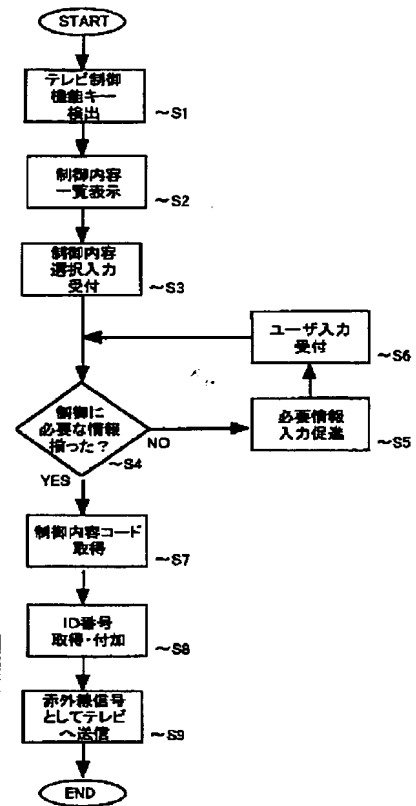 START
テレビ制御
機能キー
検出
～S1
制御内容
一覧表示
～S2
制御内容
選択入力
受付
～S3
ユーザ入力
受付
～S6
制御に
必要な情報
揃った？
～S4
NO
必要情報
入力促進
～S5
YES
制御内容コード
取得
～S7
ID番号
取得・付加
～S8
赤外線信号
としてテレビ
へ送信
～S9
END